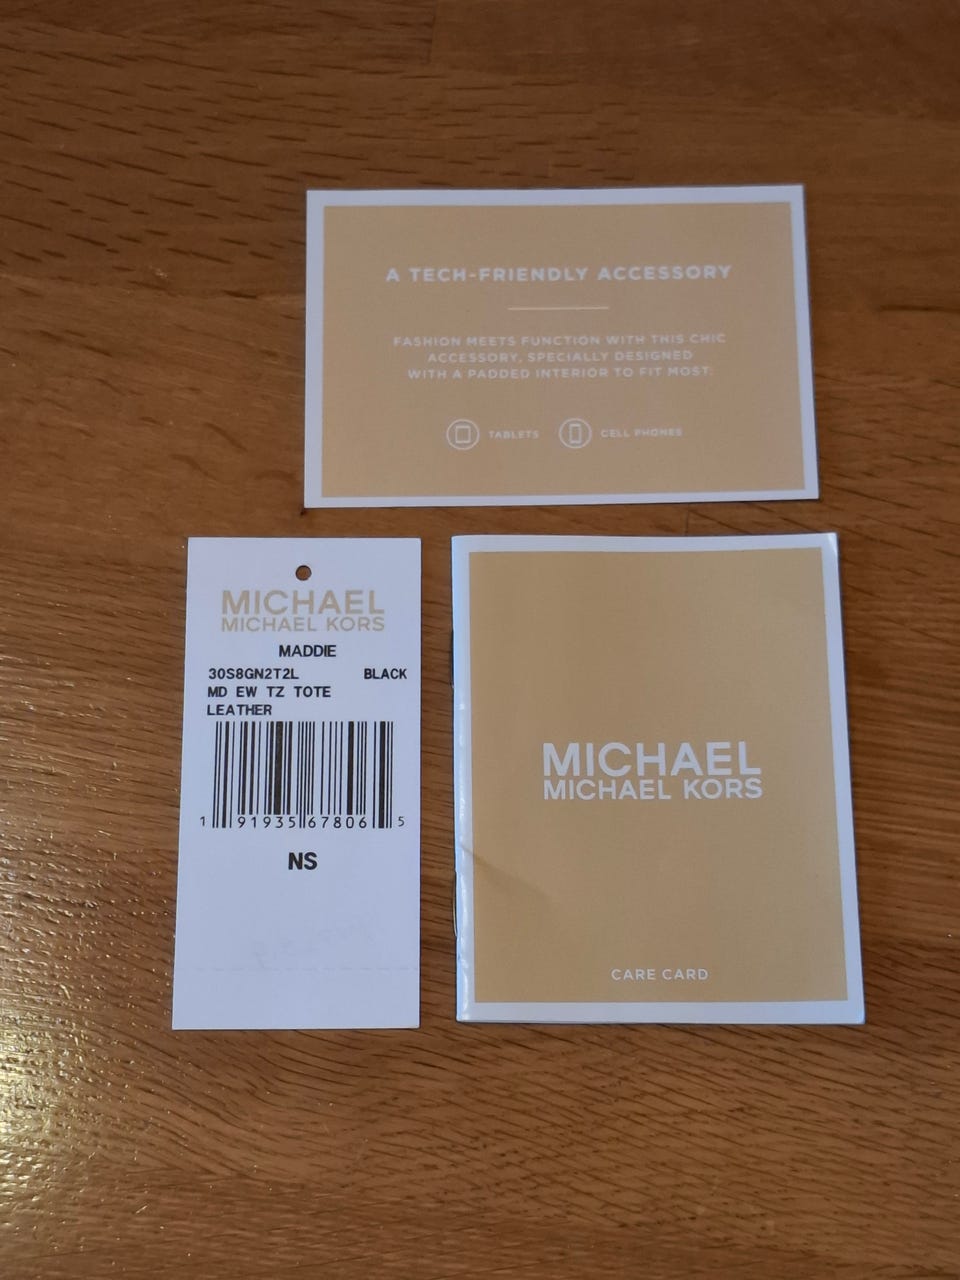 A TECH-FRIENDLY ACCESSORY
FASHION MEETS FUNCTION WITH THIS CHIC
ACCESSORY, SPECIALLY DESIGNED
WITH A PADDED INTERIOR TO FIT MOST:
TABLETS CELL PHONES
MICHAEL
MICHAEL KORS
MADDIE
30S8GN2T2L BLACK
MD EW TZ TOTE
LEATHER
1 91935 67806 5
NS
MICHAEL
MICHAEL KORS
CARE CARD